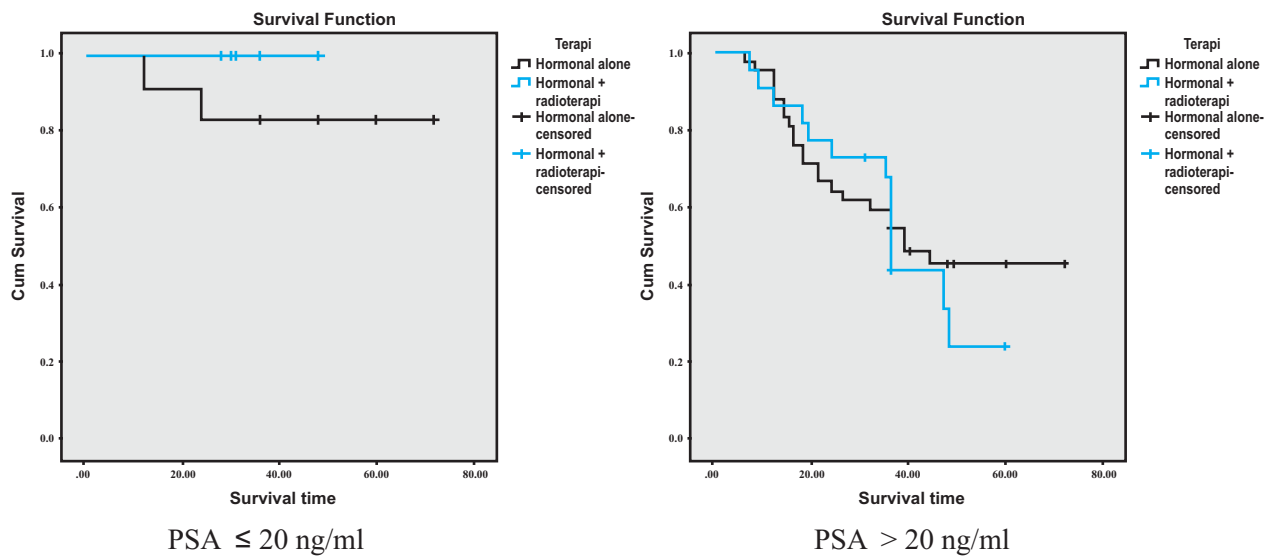 Survival Function
Cum Survival
1.0
0.8
0.6
0.4
0.2
0.0
.00
20.00
40.00
60.00
80.00
Survival time
Terapi
Hormonal alone
Hormonal +
radioterapi
Hormonal alone-
censored
Hormonal +
radioterapi-
censored
PSA ≤ 20 ng/ml
Survival Function
Cum Survival
1.0
0.8
0.6
0.4
0.2
0.0
.00
20.00
40.00
60.00
80.00
Survival time
Terapi
Hormonal alone
Hormonal +
radioterapi
Hormonal alone-
censored
Hormonal +
radioterapi-
censored
PSA > 20 ng/ml